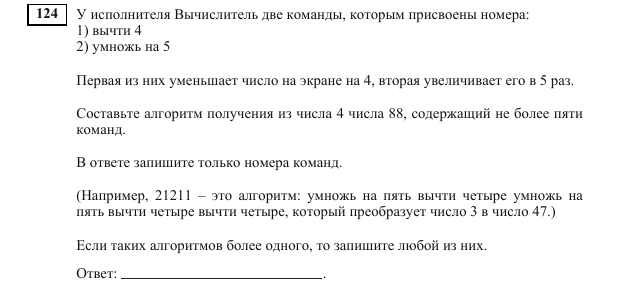 124 У исполнителя Вычислитель две команды, которым присвоены номера:
1) вычти 4
2) умножь на 5
Первая из них уменьшает число на экране на 4, вторая увеличивает его в 5 раз.
Составьте алгоритм получения из числа 4 числа 88, содержащий не более пяти
команд.
В ответе запишите только номера команд.
(Например, 21211 – это алгоритм: умножь на пять вычти четыре умножь на
пять вычти четыре вычти четыре, который преобразует число 3 в число 47.)
Если таких алгоритмов более одного, то запишите любой из них.
Ответ: ______________________________.